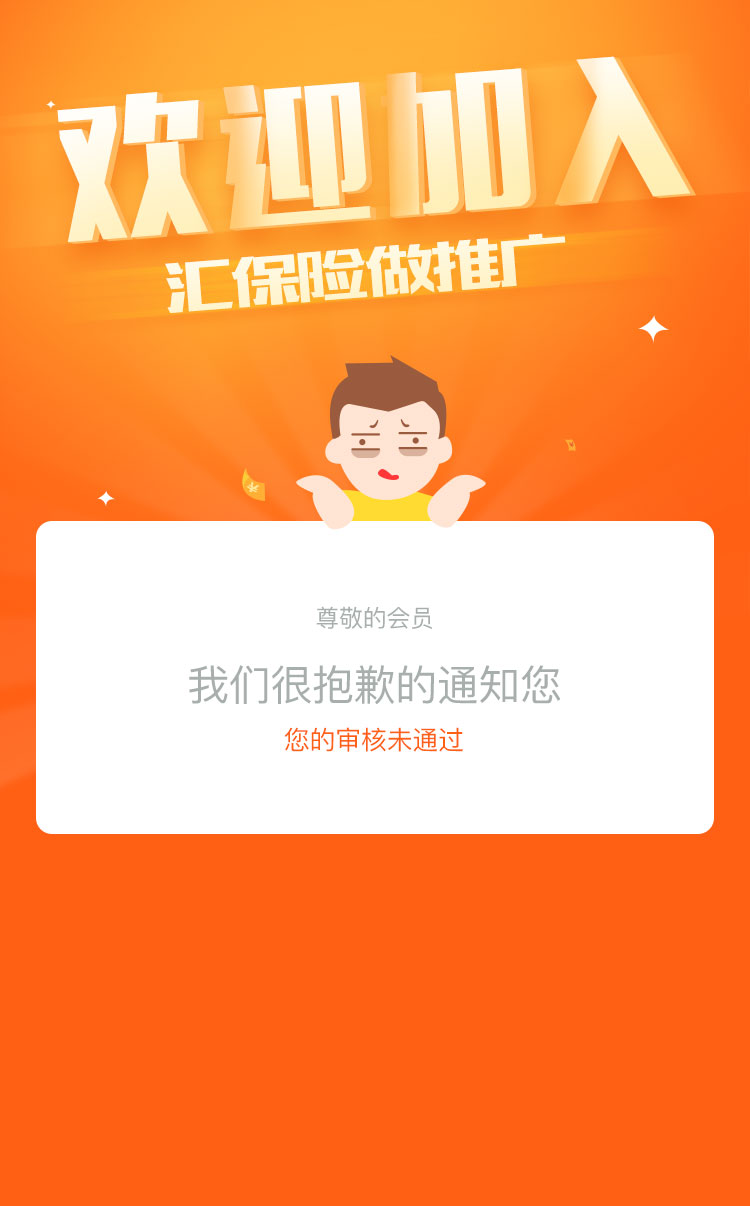 欢迎加入
汇保险做推广
尊敬的会员
我们很抱歉的通知您
您的审核未通过